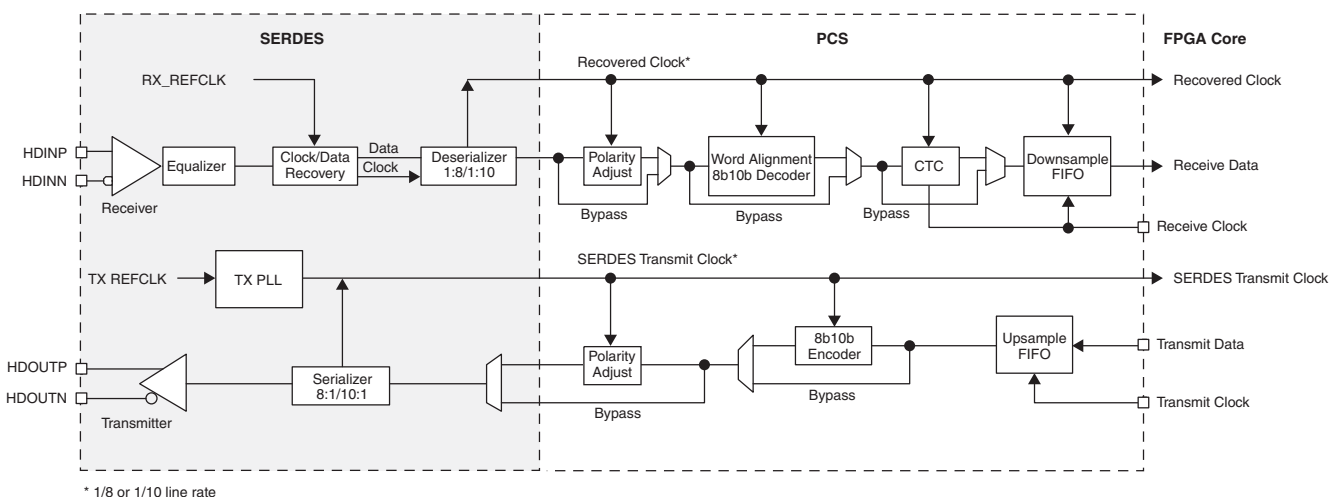 SERDES
PCS
FPGA Core
RX_REFCLK
Recovered Clock*
Recovered Clock
HDINP
HDINN
Receiver
Equalizer
Clock/Data
Recovery
Data
Clock
Deserializer
1:8/1:10
Polarity
Adjust
Bypass
Word Alignment
8b10b Decoder
Bypass
CTC
Bypass
Downsample
FIFO
Receive Data
Receive Clock
TX REFCLK
TX PLL
SERDES Transmit Clock*
SERDES Transmit Clock
HDOUTP
HDOUTN
Transmitter
Serializer
8:1/10:1
Polarity
Adjust
Bypass
8b10b
Encoder
Bypass
Upsample
FIFO
Transmit Data
Transmit Clock
* 1/8 or 1/10 line rate